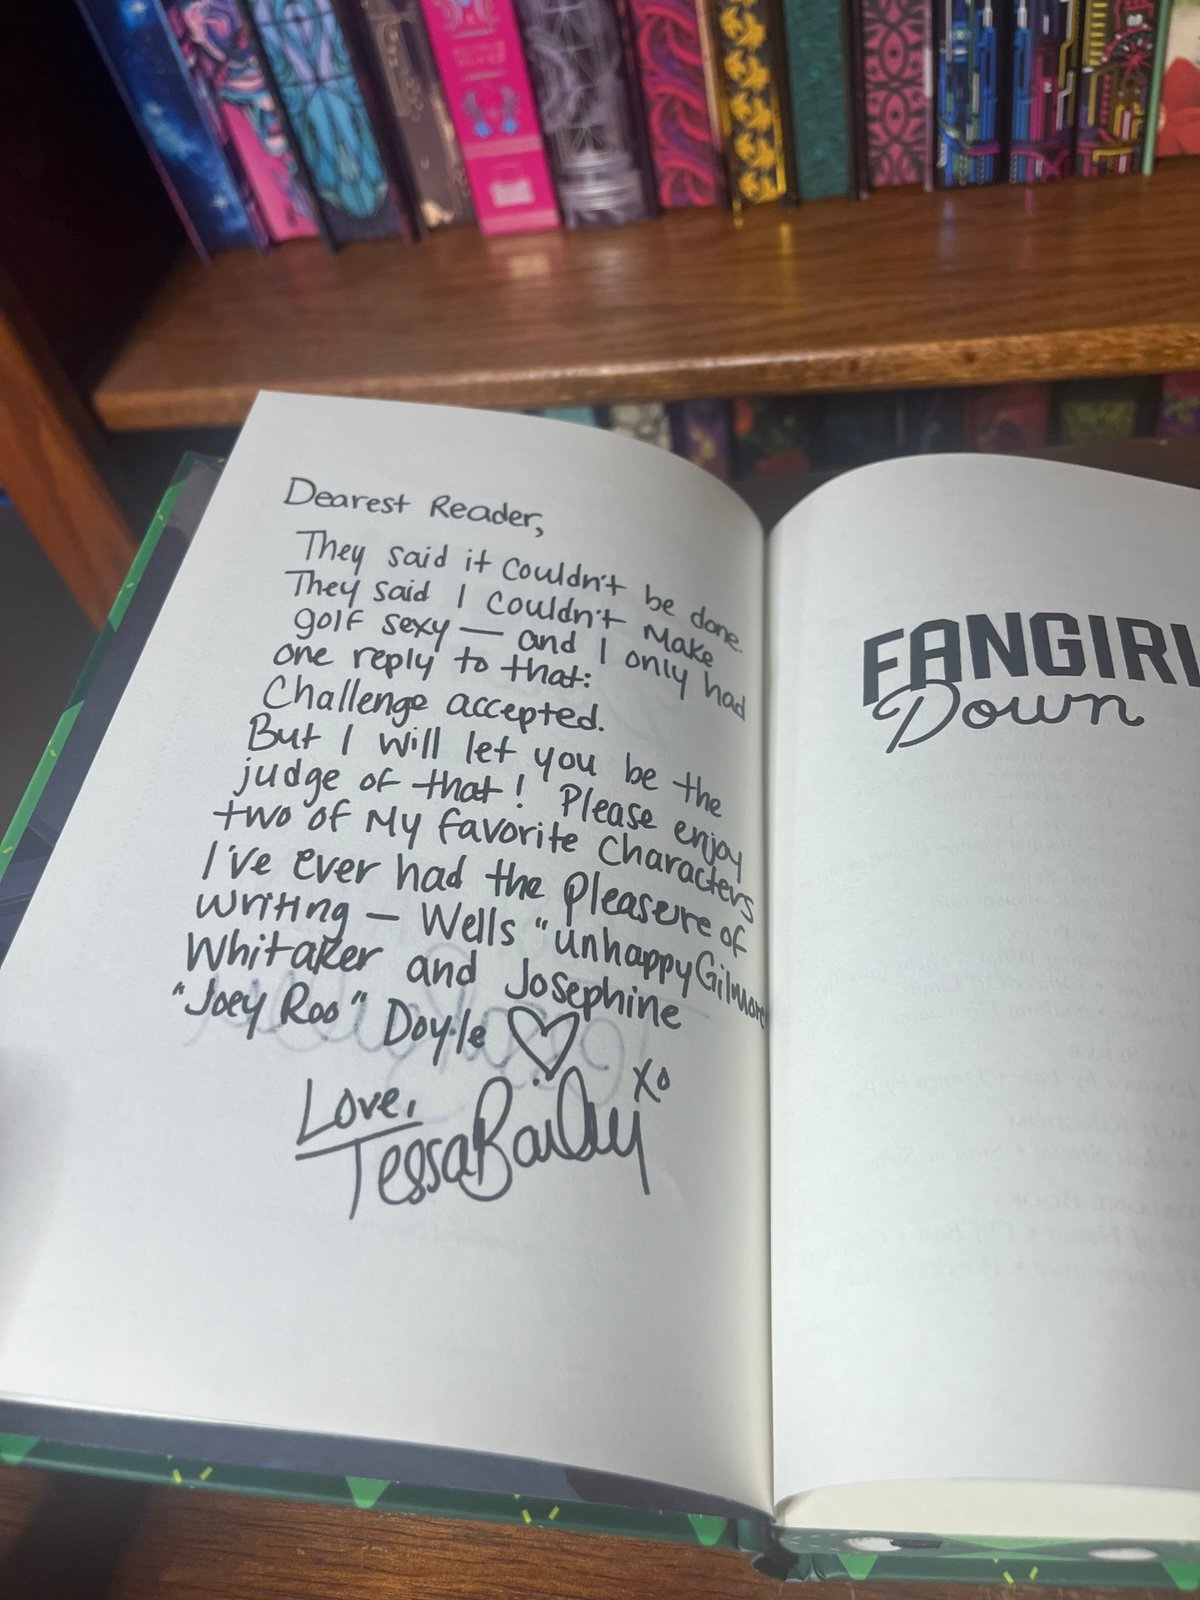 Dearest Reader,
They said it couldn't be done.
They said I couldn't make
golf sexy — and I only had
one reply to that:
Challenge accepted.
But I will let you be the
judge of that! Please enjoy
two of my favorite characters
I've ever had the pleasure of
writing — Wells "unhappy Gilmore"
Whitaker and Josephine
"Joey Roo" Doyle ♡
Love, xo
Tessa Bailey
FANGIRL
Down